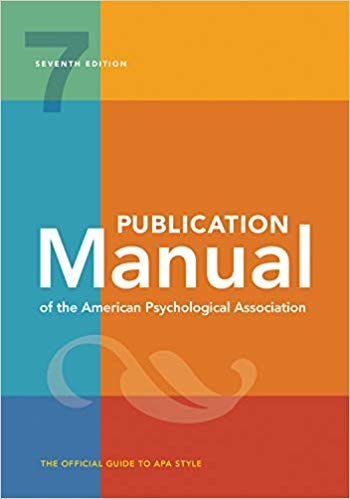 7
SEVENTH EDITION
PUBLICATION
Manual
of the American Psychological Association
THE OFFICIAL GUIDE TO APA STYLE